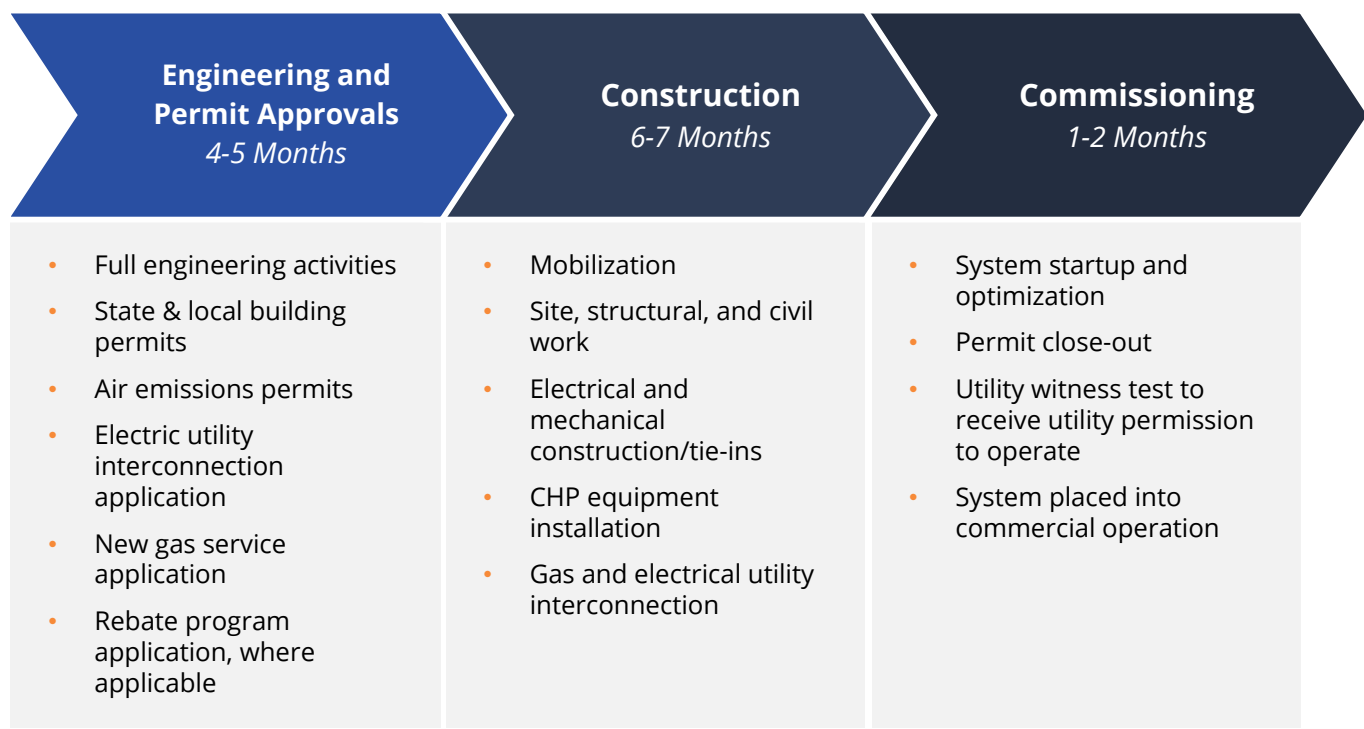 Engineering and
Permit Approvals
4-5 Months
• Full engineering activities
• State & local building
permits
• Air emissions permits
• Electric utility
interconnection
application
• New gas service
application
• Rebate program
application, where
applicable
Construction
6-7 Months
• Mobilization
• Site, structural, and civil
work
• Electrical and
mechanical
construction/tie-ins
• CHP equipment
installation
• Gas and electrical utility
interconnection
Commissioning
1-2 Months
• System startup and
optimization
• Permit close-out
• Utility witness test to
receive utility permission
to operate
• System placed into
commercial operation